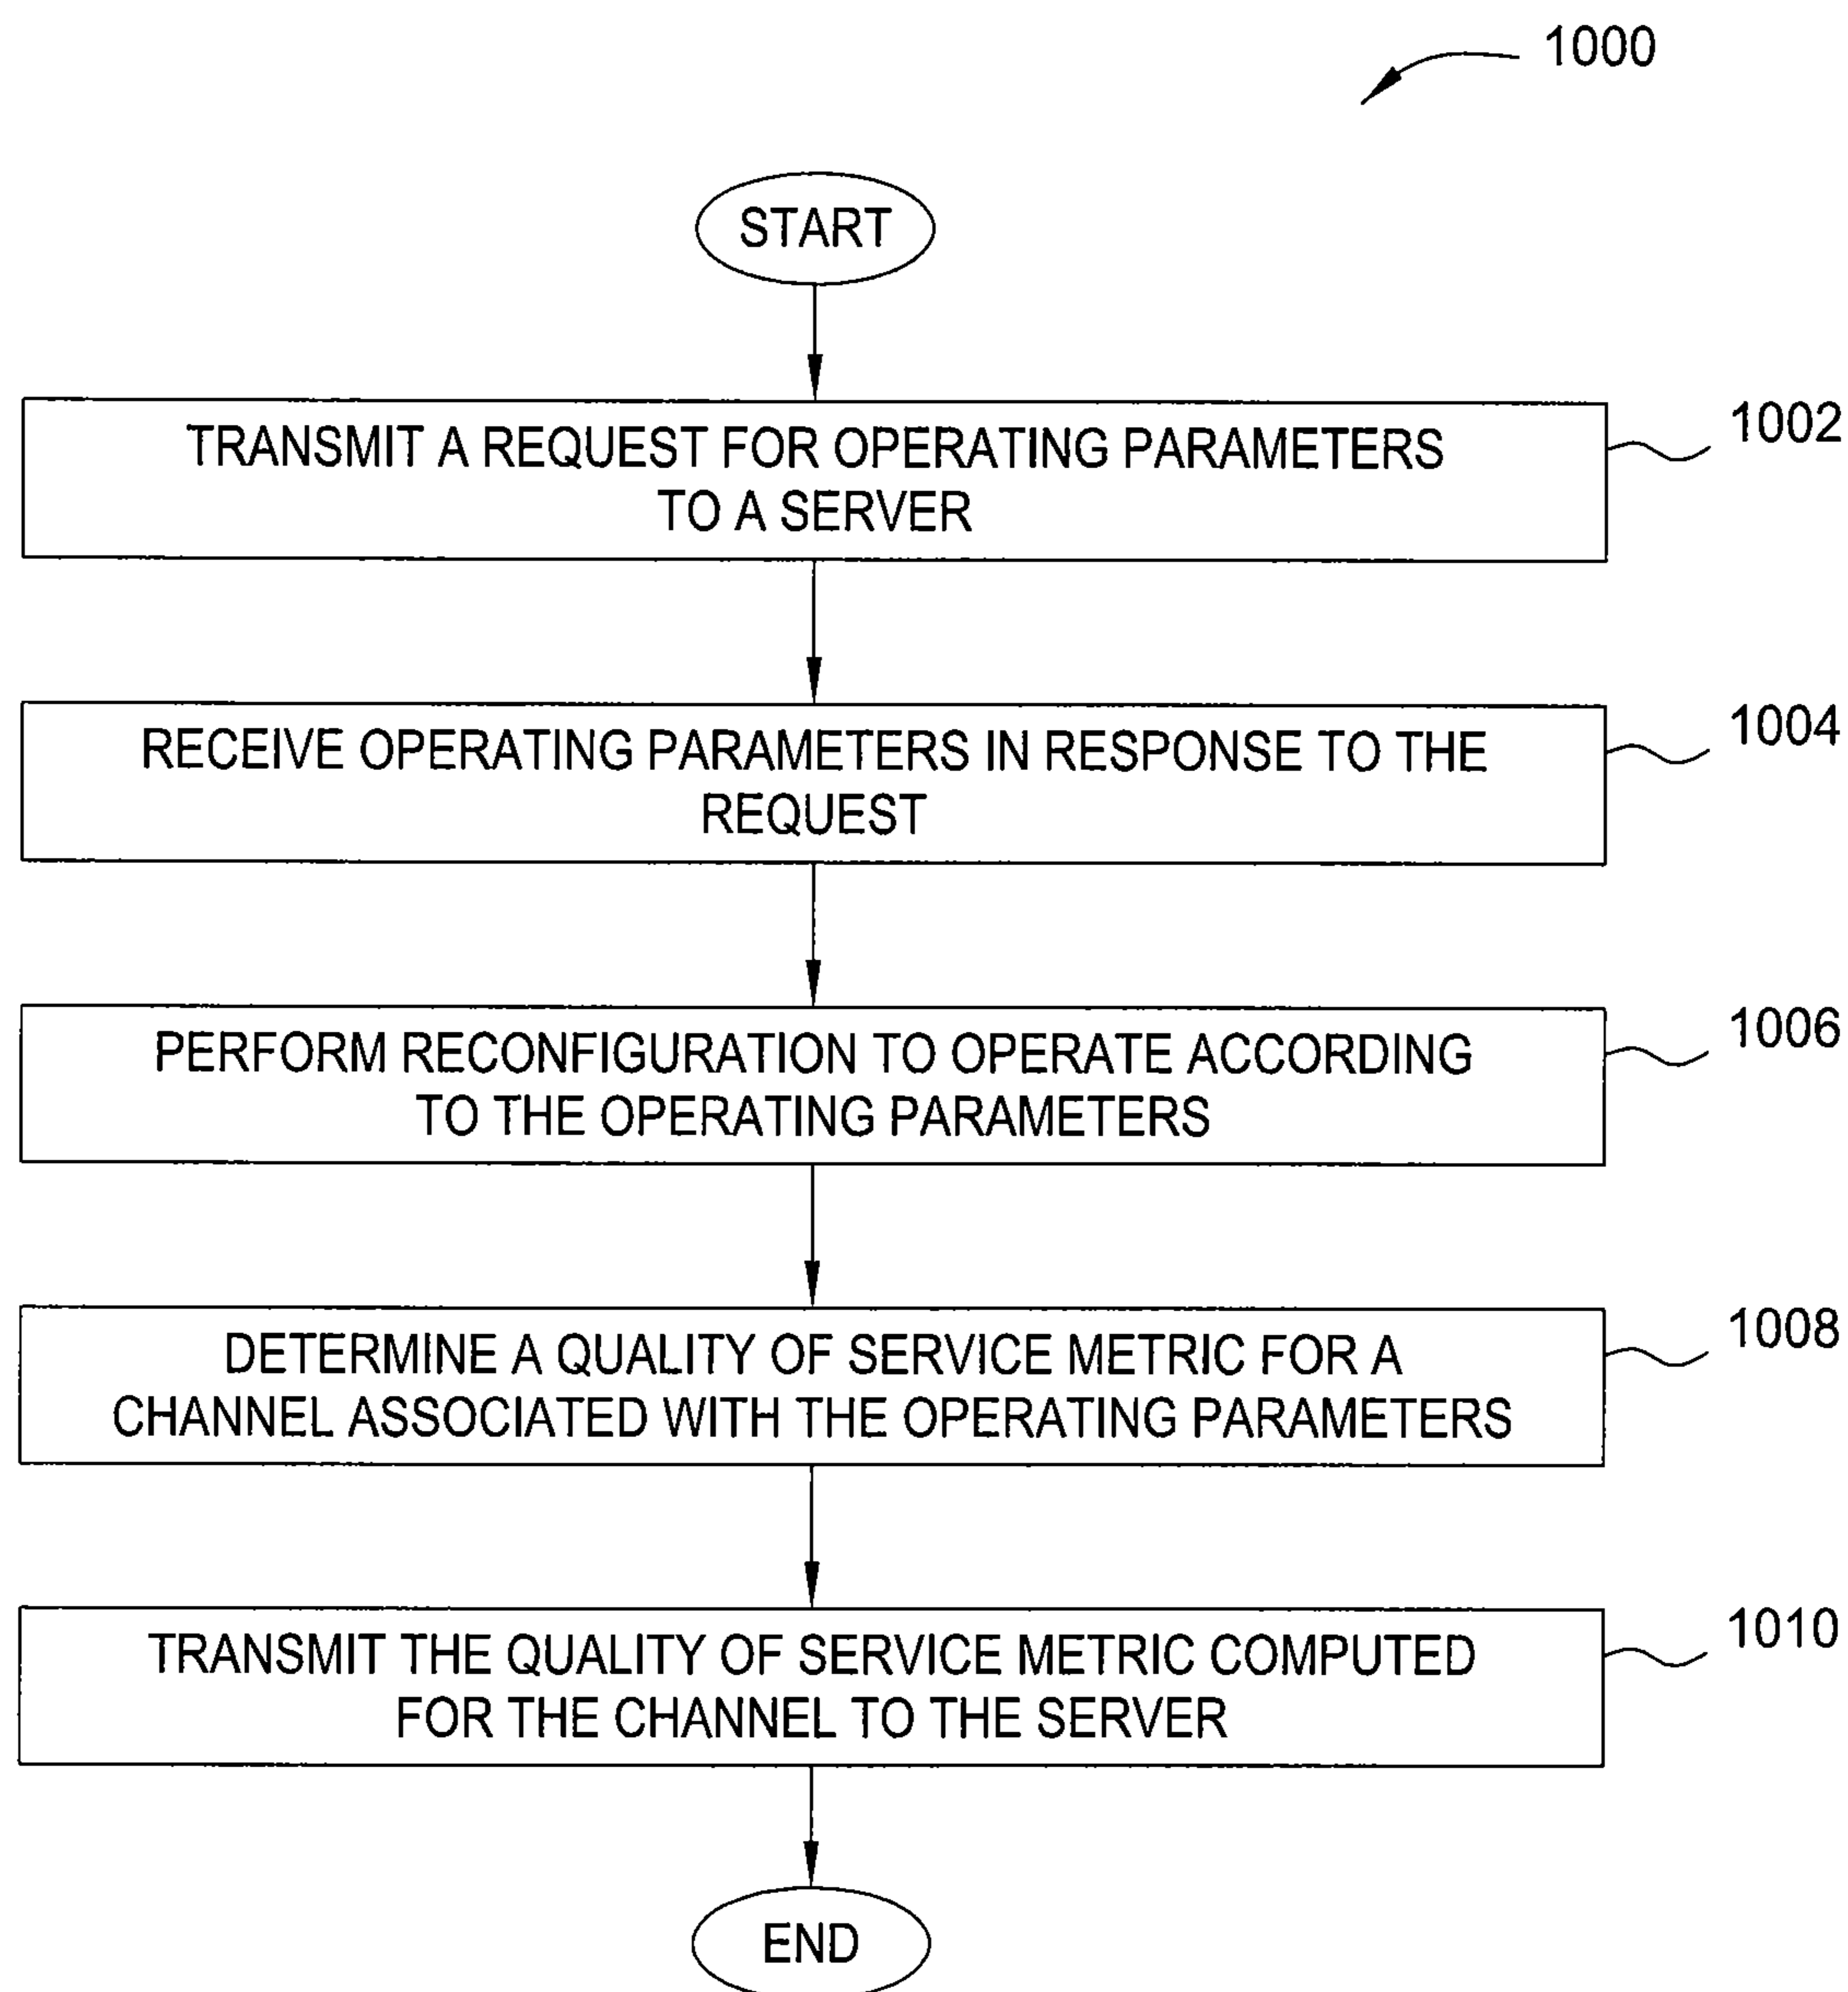 1000
START
TRANSMIT A REQUEST FOR OPERATING PARAMETERS
TO A SERVER
1002
RECEIVE OPERATING PARAMETERS IN RESPONSE TO THE
REQUEST
1004
PERFORM RECONFIGURATION TO OPERATE ACCORDING
TO THE OPERATING PARAMETERS
1006
DETERMINE A QUALITY OF SERVICE METRIC FOR A
CHANNEL ASSOCIATED WITH THE OPERATING PARAMETERS
1008
TRANSMIT THE QUALITY OF SERVICE METRIC COMPUTED
FOR THE CHANNEL TO THE SERVER
1010
END